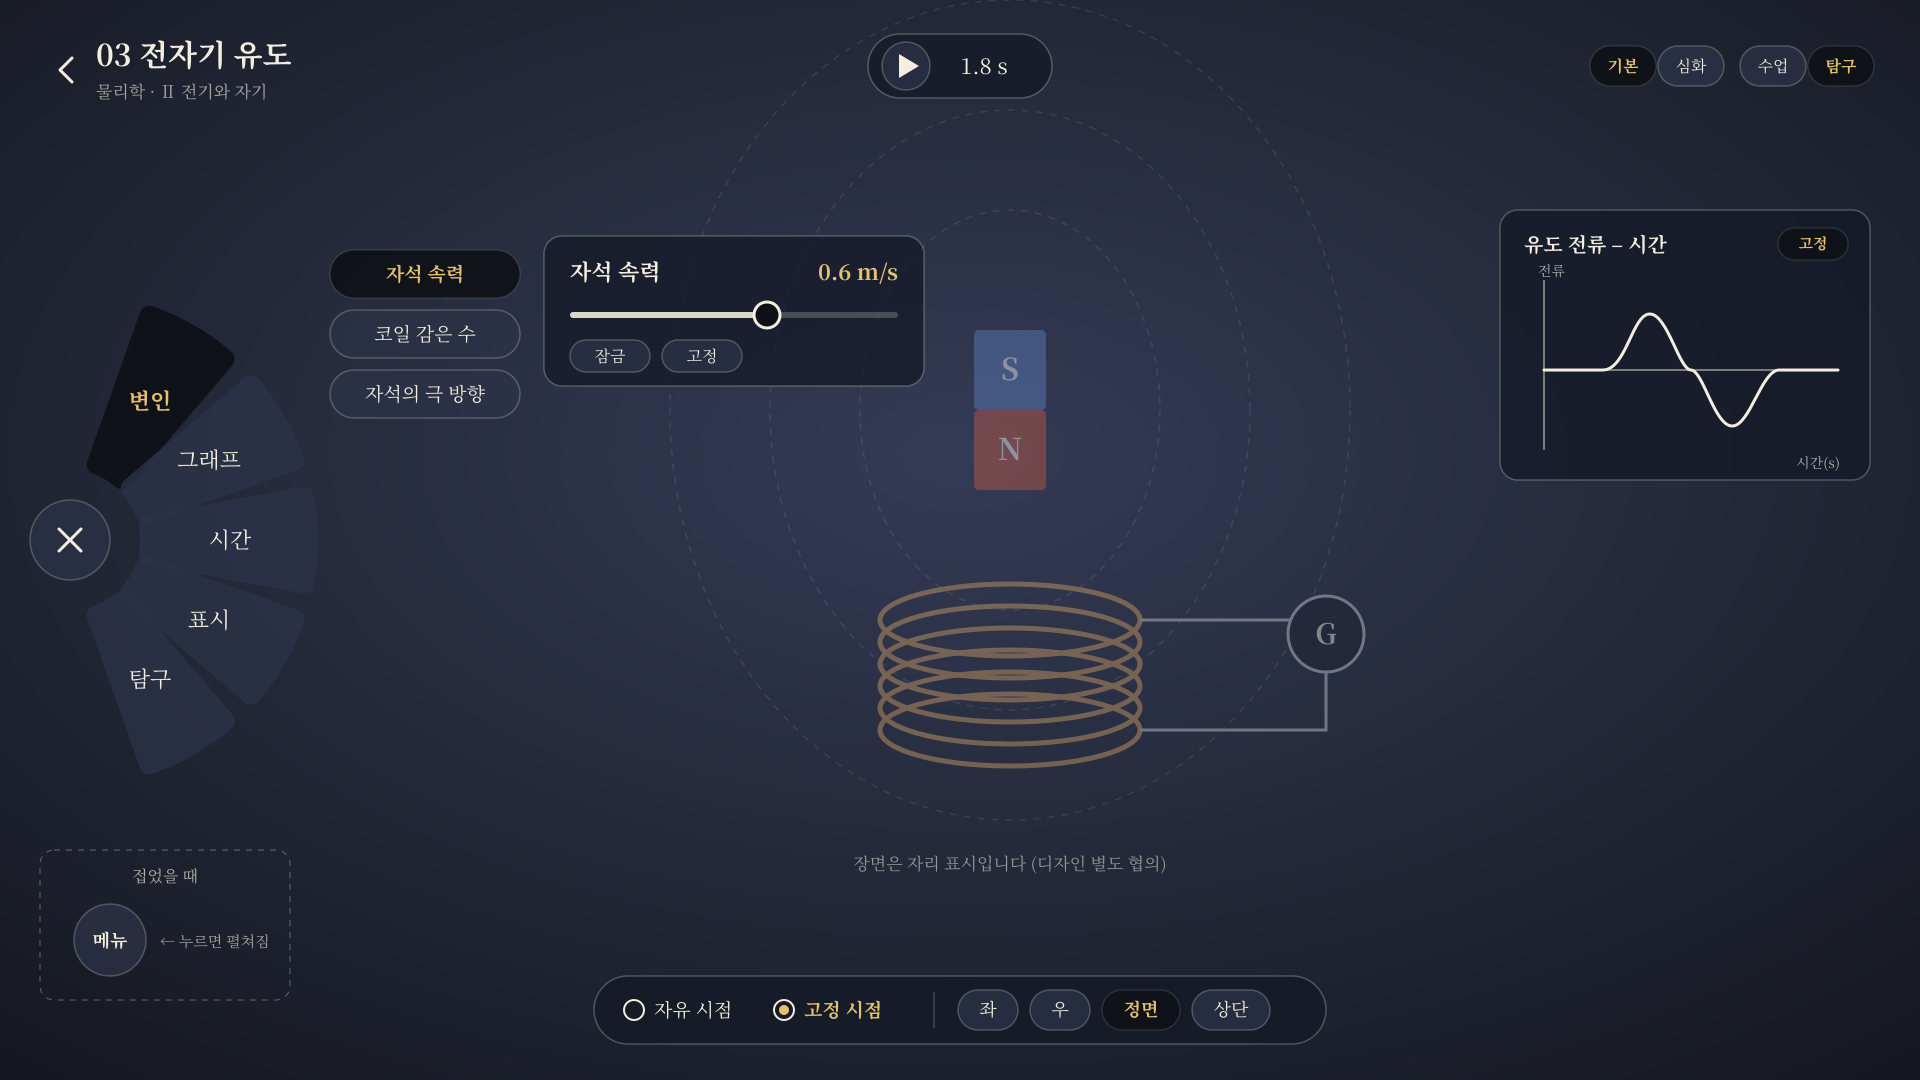 03 전자기 유도
물리학 · Ⅱ 전기와 자기
1.8 s
기본
심화
수업
탐구
자석 속력
코일 감은 수
자석의 극 방향
자석 속력
0.6 m/s
잠금
고정
유도 전류 – 시간
고정
전류
시간(s)
변인
그래프
시간
표시
탐구
S
N
G
장면은 자리 표시입니다 (디자인 별도 협의)
접었을 때
메뉴
← 누르면 펼쳐짐
자유 시점
고정 시점
좌
우
정면
상단